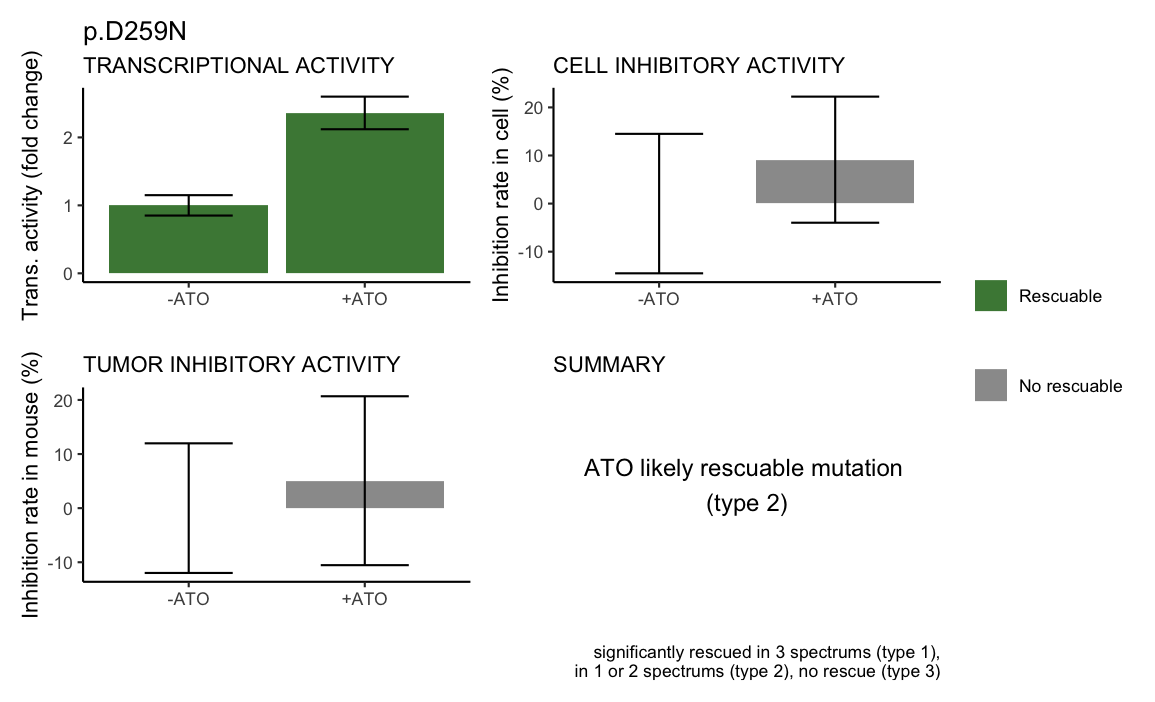 p.D259N
TRANSCRIPTIONAL ACTIVITY
Trans. activity (fold change)
2
1
0
-ATO +ATO
CELL INHIBITORY ACTIVITY
Inhibition rate in cell (%)
20
10
0
-10
-ATO +ATO
Rescuable
No rescuable
TUMOR INHIBITORY ACTIVITY
Inhibition rate in mouse (%)
20
10
0
-10
-ATO +ATO
SUMMARY
ATO likely rescuable mutation
(type 2)
significantly rescued in 3 spectrums (type 1),
in 1 or 2 spectrums (type 2), no rescue (type 3)